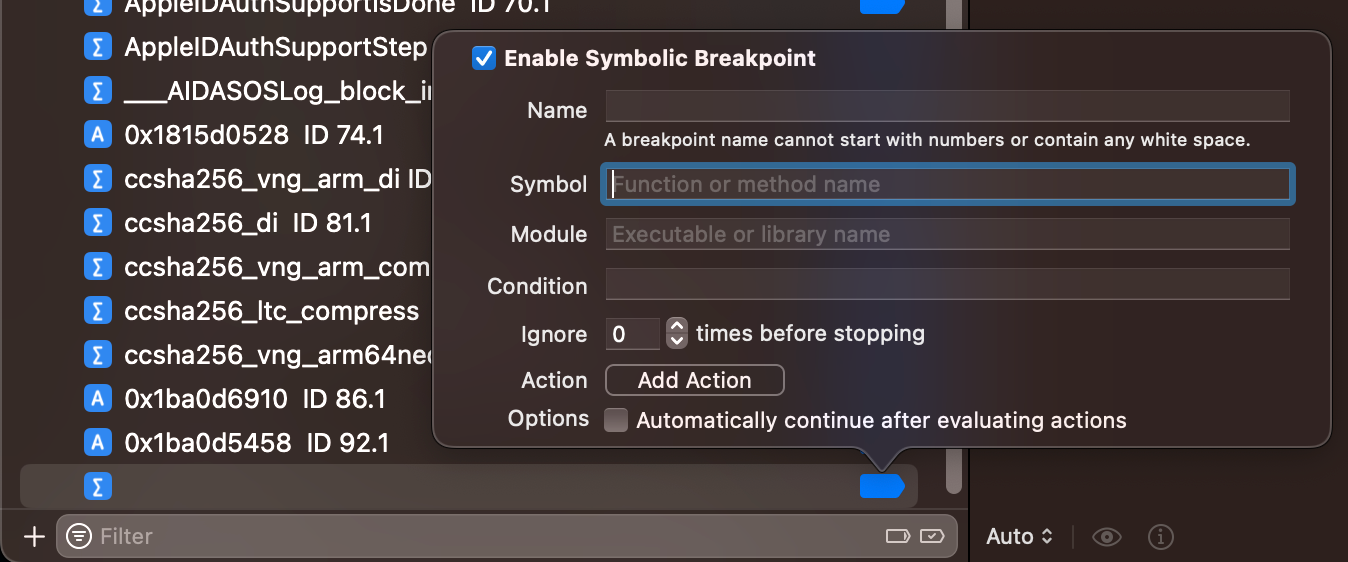 AppleIDAuthSupportIsDone ID 70.1
AppleIDAuthSupportStep
Enable Symbolic Breakpoint
___AIDASOSLog_block_i
Name
A breakpoint name cannot start with numbers or contain any white space.
A 0x1815d0528 ID 74.1
Σ ccsha256_vng_arm_di ID
Symbol
Function or method name
Σ ccsha256_di ID 81.1
Module
Executable or library name
Σ ccsha256_vng_arm_com
Condition
Σ ccsha256_ltc_compress
Ignore 0 times before stopping
Σ ccsha256_vng_arm64neo
Action Add Action
A 0x1ba0d6910 ID 86.1
Options Automatically continue after evaluating actions
A 0x1ba0d5458 ID 92.1
Σ
Filter
Auto